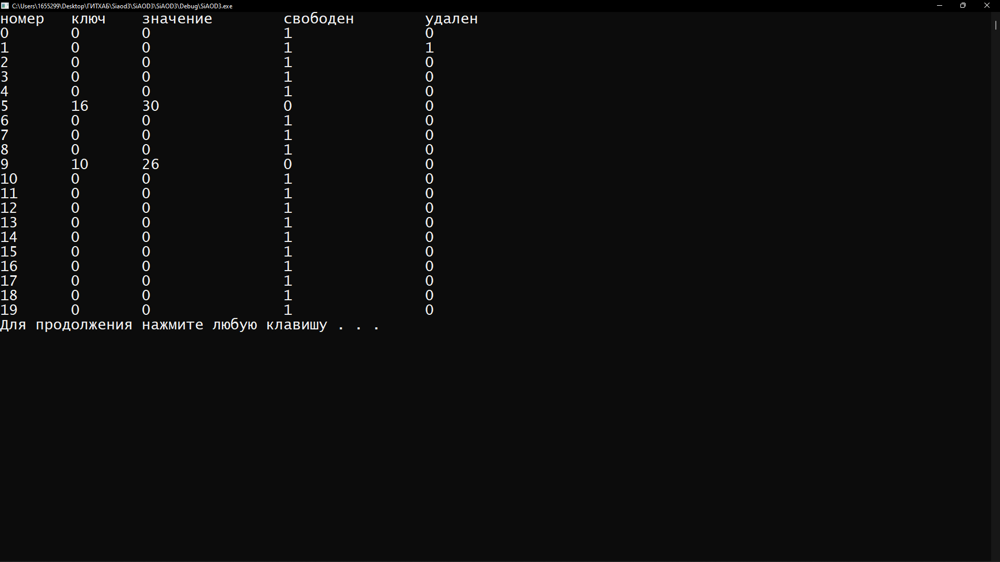 C:\Users\1655299\Desktop\ГИТХАБ\Siaod3\SiAOD3\SiAOD3\Debug\SiAOD3.exe
номер ключ значение свободен удален
0 0 0 1 0
1 0 0 1 1
2 0 0 1 0
3 0 0 1 0
4 0 0 1 0
5 16 30 0 0
6 0 0 1 0
7 0 0 1 0
8 0 0 1 0
9 10 26 0 0
10 0 0 1 0
11 0 0 1 0
12 0 0 1 0
13 0 0 1 0
14 0 0 1 0
15 0 0 1 0
16 0 0 1 0
17 0 0 1 0
18 0 0 1 0
19 0 0 1 0
Для продолжения нажмите любую клавишу . . .